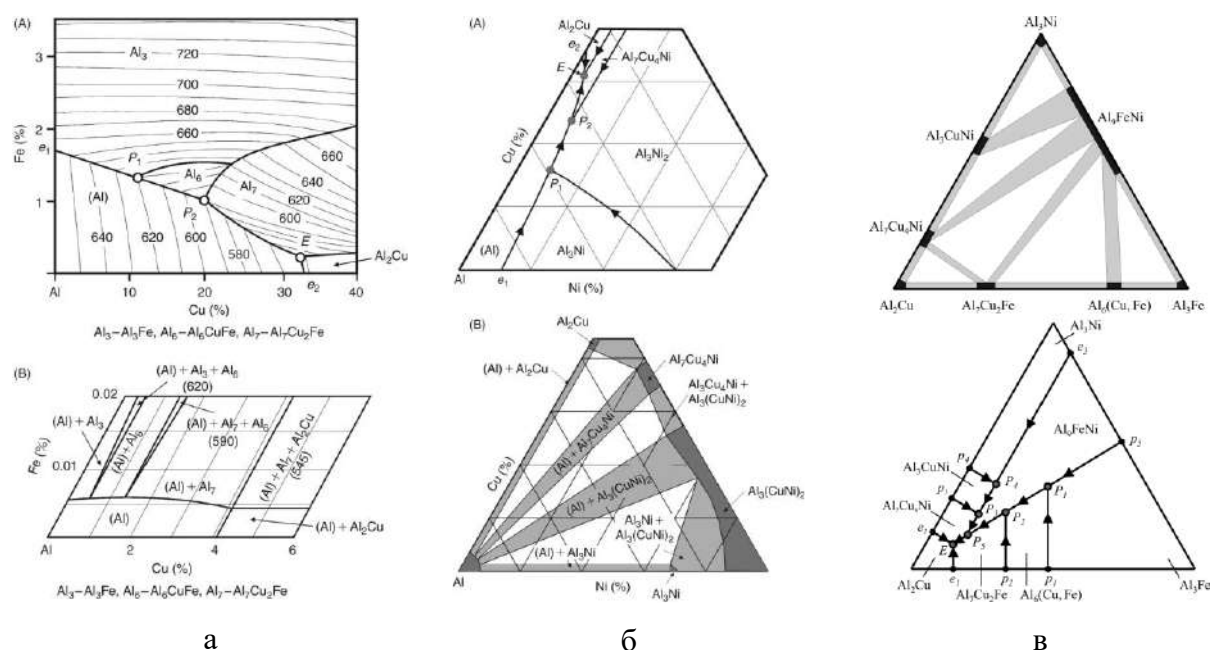 (A)
Fe (%)
3
2
e₁
1
Al₃
720
700
680
660
P₁
Al₆
(Al)
P₂
Al₇
660
640
620
600
640
620
600
580
E
Al₂Cu
Al
10
20
30
e₂
40
Cu (%)
Al₃–Al₃Fe, Al₆–Al₆CuFe, Al₇–Al₇Cu₂Fe
(B)
(Al) + Al₃ + Al₆
(620)
0.02
Fe (%)
0.01
(Al) + Al₃
(Al) + Al₆
(Al) + Al₇ + Al₆
(590)
(Al) + Al₇
(Al) + Al₇ + Al₂Cu
(545)
(Al)
(Al) + Al₂Cu
Al
2
4
6
Cu (%)
Al₃–Al₃Fe, Al₆–Al₆CuFe, Al₇–Al₇Cu₂Fe
а
(A)
Al₂Cu
e₂
E
Al₇Cu₄Ni
Cu (%)
P₂
Al₃Ni₂
P₁
(Al)
Al₃Ni
Al
e₁
Ni (%)
(B)
Al₂Cu
(Al) + Al₂Cu
Al₇Cu₄Ni
Al₃Cu₄Ni +
Al₃(CuNi)₂
Cu (%)
(Al) + Al₇Cu₄Ni
(Al) + Al₃(CuNi)₂
Al₃(CuNi)₂
Al₃Ni +
Al₃(CuNi)₂
(Al) + Al₃Ni
Al
Ni (%)
Al₃Ni
б
Al₃Ni
Al₃CuNi
Al₉FeNi
Al₇Cu₄Ni
Al₂Cu
Al₇Cu₂Fe
Al₆(Cu, Fe)
Al₃Fe
Al₃Ni
e₃
Al₉FeNi
p₄
Al₃CuNi
P₄
P₁
P₂
P₅
E
e₁
p₂
p₁
Al₂Cu
Al₇Cu₂Fe
Al₆(Cu, Fe)
Al₃Fe
в